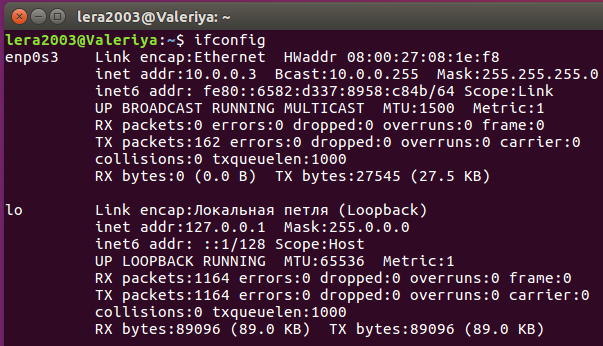 lera2003@Valeriya: ~
lera2003@Valeriya:~$ ifconfig
enp0s3    Link encap:Ethernet  HWaddr 08:00:27:08:1e:f8
          inet addr:10.0.0.3  Bcast:10.0.0.255  Mask:255.255.255.0
          inet6 addr: fe80::6582:d337:8958:c84b/64 Scope:Link
          UP BROADCAST RUNNING MULTICAST  MTU:1500  Metric:1
          RX packets:0 errors:0 dropped:0 overruns:0 frame:0
          TX packets:162 errors:0 dropped:0 overruns:0 carrier:0
          collisions:0 txqueuelen:1000
          RX bytes:0 (0.0 B)  TX bytes:27545 (27.5 KB)
lo        Link encap:Локальная петля (Loopback)
          inet addr:127.0.0.1  Mask:255.0.0.0
          inet6 addr: ::1/128 Scope:Host
          UP LOOPBACK RUNNING  MTU:65536  Metric:1
          RX packets:1164 errors:0 dropped:0 overruns:0 frame:0
          TX packets:1164 errors:0 dropped:0 overruns:0 carrier:0
          collisions:0 txqueuelen:1000
          RX bytes:89096 (89.0 KB)  TX bytes:89096 (89.0 KB)